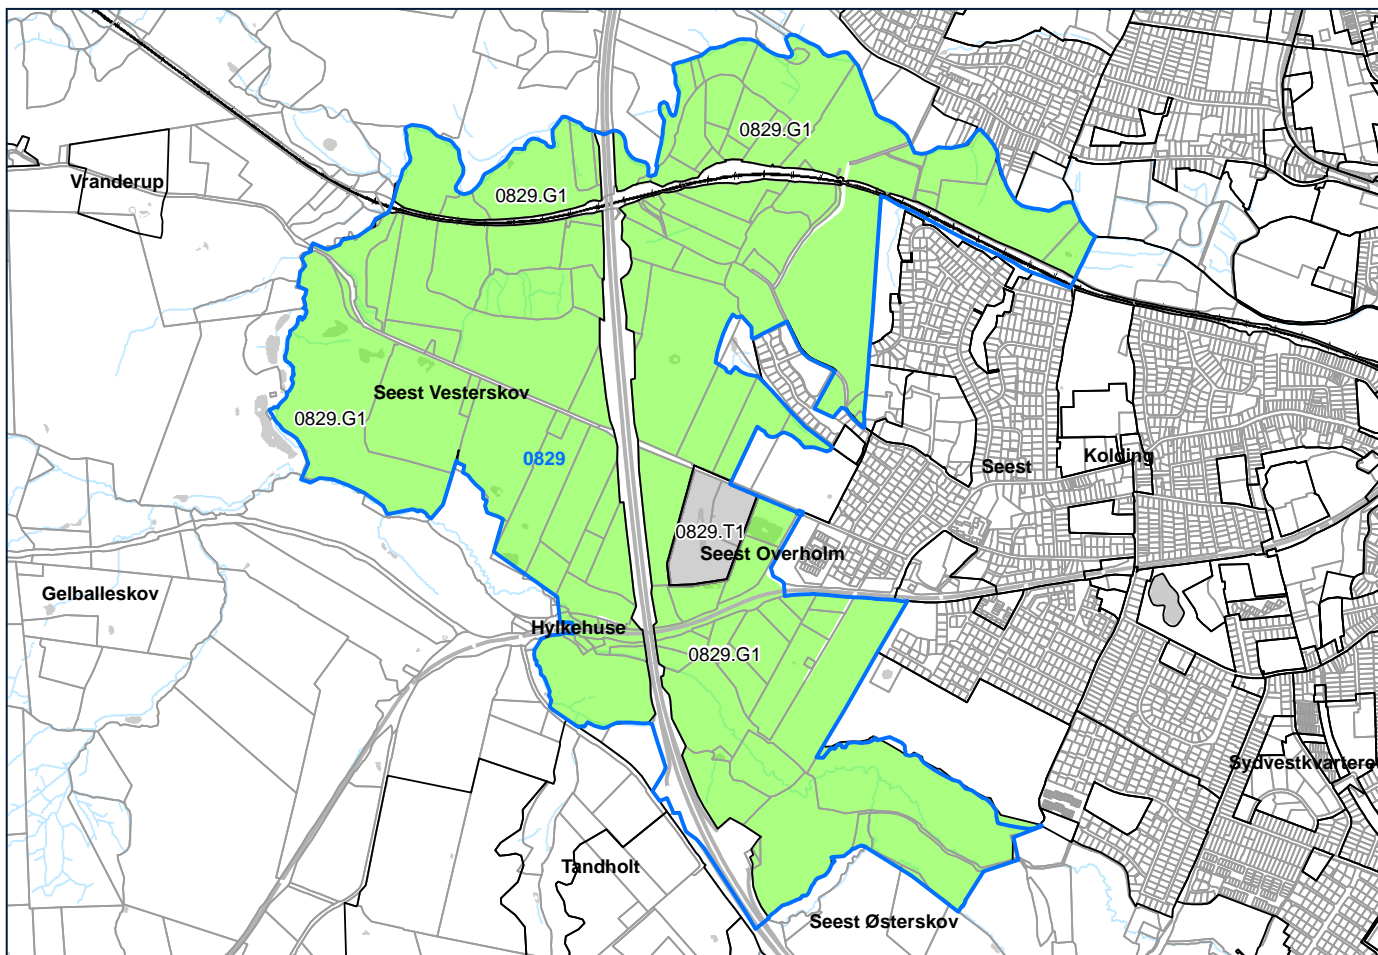 0829.G1
Vranderup
0829.G1
Seest Vesterskov
0829.G1
0829
Kolding
Seest
0829.T1
Seest Overholm
Gelballeskov
Hylkehuse
0829.G1
Sydvestkvarteret
Tandholt
Seest Østerskov